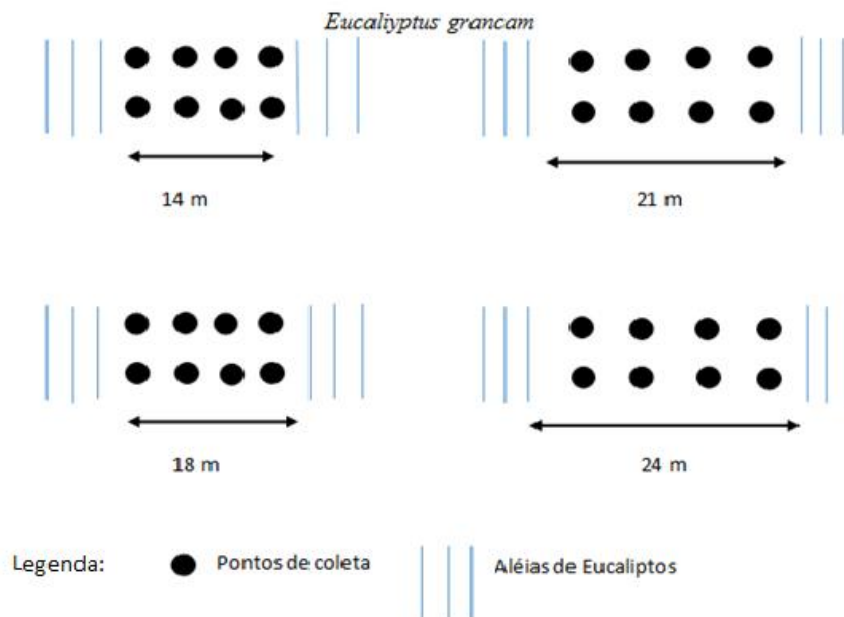 Eucaliyptus grancam
14 m
21 m
18 m
24 m
Legenda:
Pontos de coleta
Aléias de Eucaliptos